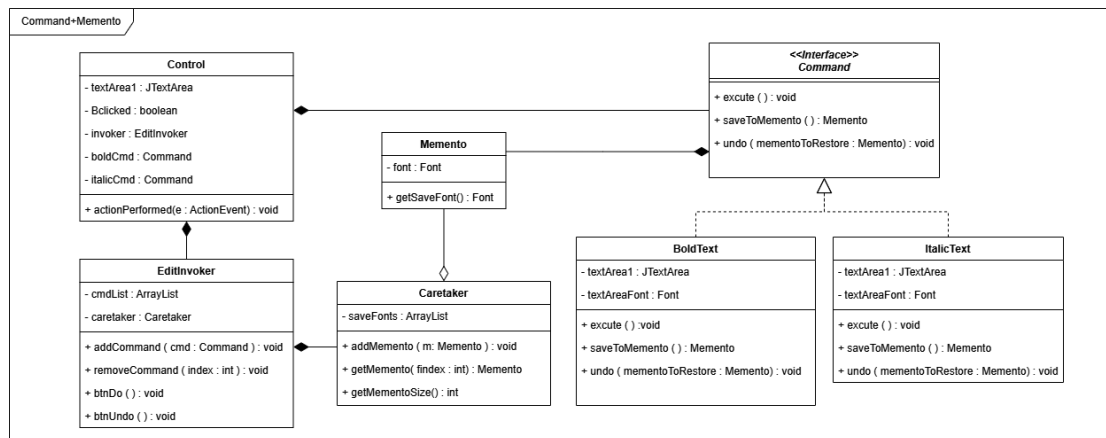 Command+Memento
Control
- textArea1 : JTextArea
- Bclicked : boolean
- invoker : EditInvoker
- boldCmd : Command
- italicCmd : Command
+ actionPerformed(e : ActionEvent) : void
<<Interface>>
Command
+ excute ( ) : void
+ saveToMemento ( ) : Memento
+ undo ( mementoToRestore : Memento) : void
Memento
- font : Font
+ getSaveFont() : Font
EditInvoker
- cmdList : ArrayList
- caretaker : Caretaker
+ addCommand ( cmd : Command ) : void
+ removeCommand ( index : int ) : void
+ btnDo ( ) : void
+ btnUndo ( ) : void
Caretaker
- saveFonts : ArrayList
+ addMemento ( m: Memento ) : void
+ getMemento( findex : int) : Memento
+ getMementoSize() : int
BoldText
- textArea1 : JTextArea
- textAreaFont : Font
+ excute ( ) :void
+ saveToMemento ( ) : Memento
+ undo ( mementoToRestore : Memento) : void
ItalicText
- textArea1 : JTextArea
- textAreaFont : Font
+ excute ( ) : void
+ saveToMemento ( ) : Memento
+ undo ( mementoToRestore : Memento) : void